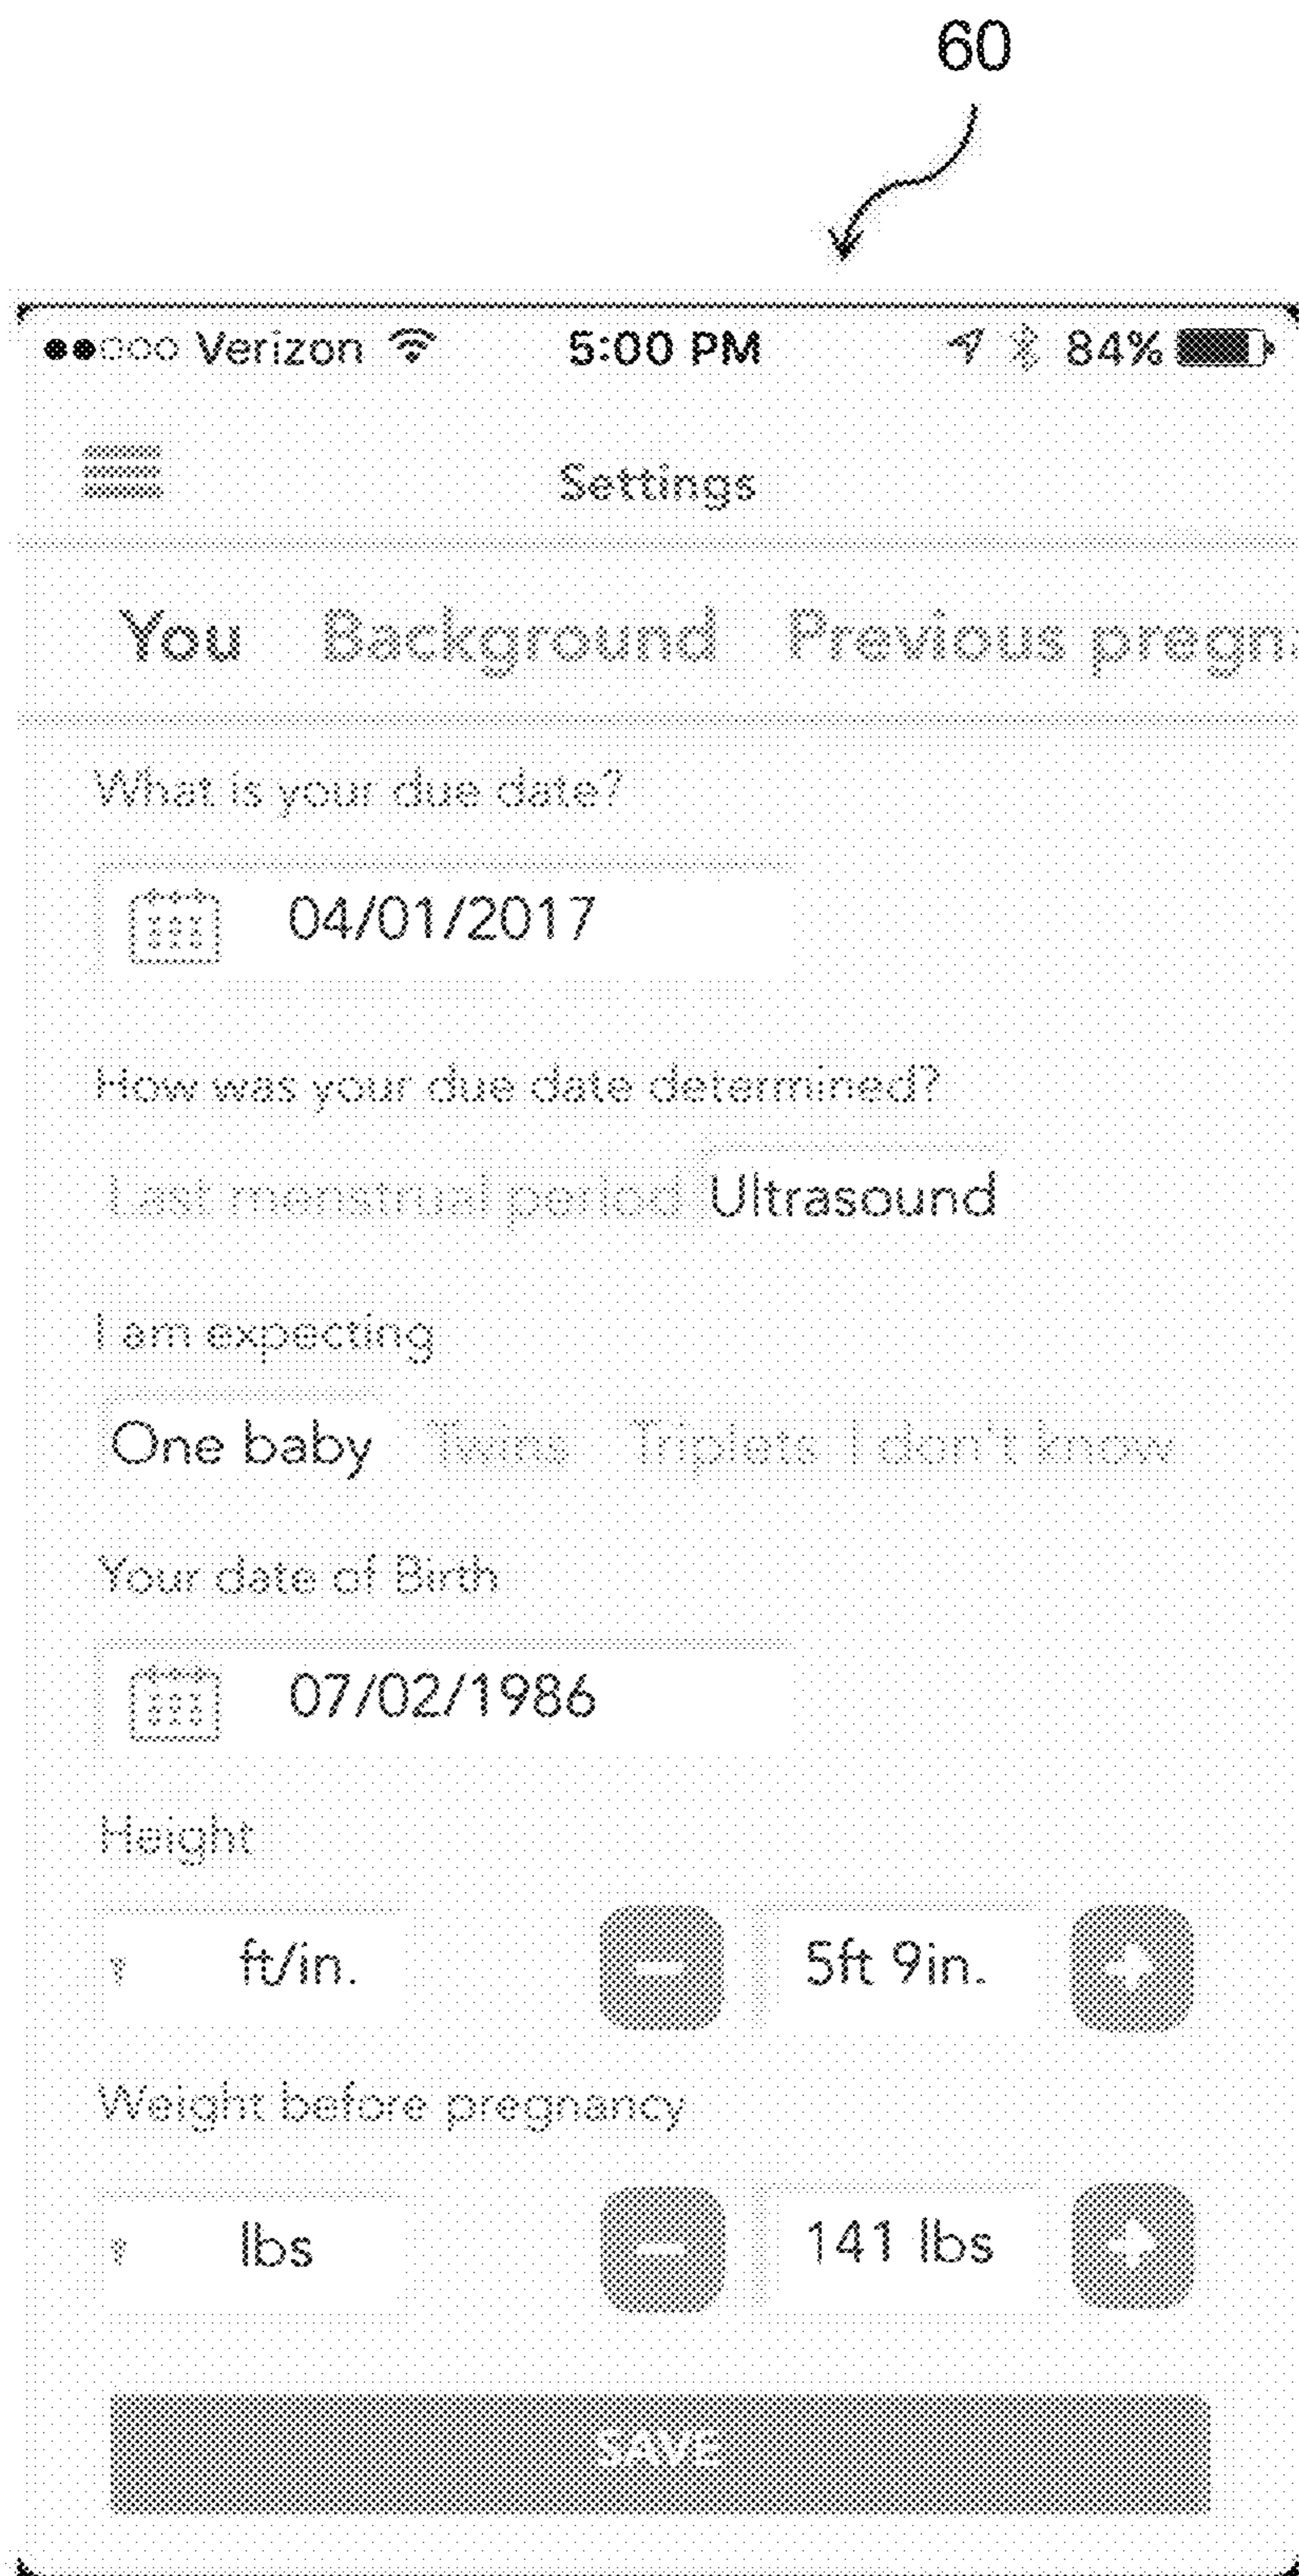 60
Verizon 5:00 PM 84%
Settings
You Background Previous pregn
What is your due date?
04/01/2017
How was your due date determined?
Last menstrual period Ultrasound
I am expecting
One baby Twins Triplets I don't know
Your date of Birth
07/02/1986
Height
ft/in. 5ft 9in.
Weight before pregnancy
lbs 141 lbs
SAVE